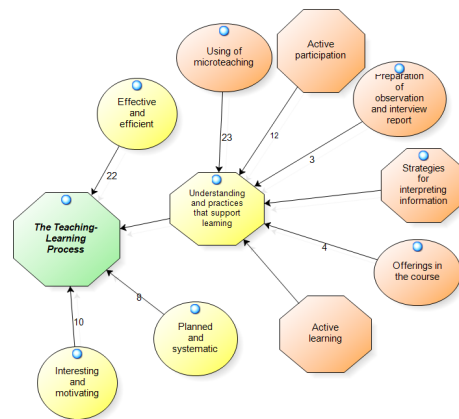 Using of
microteaching
Active
participation
Preparation
of
observation
and interview
report
Effective
and
efficient
23
12
3
22
Understanding
and practices
that support
learning
Strategies
for
interpreting
information
The Teaching-
Learning
Process
4
Offerings in
the course
8
10
Planned
and
systematic
Active
learning
Interesting
and
motivating